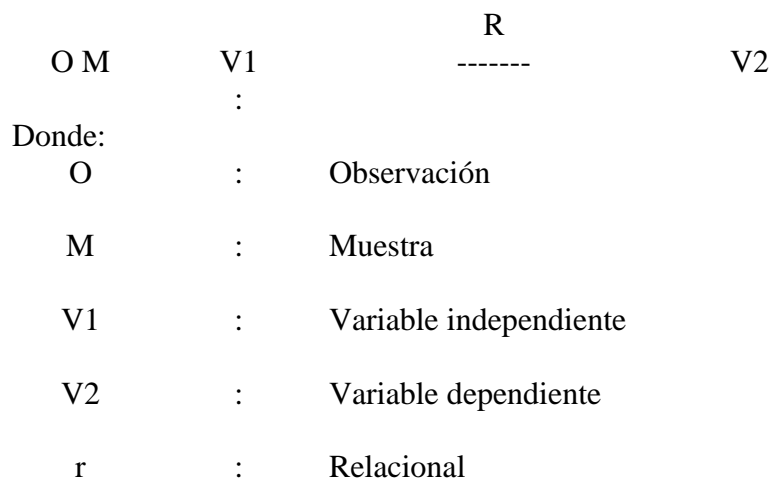 R
O M V1 ------- V2
:
Donde:
O : Observación
M : Muestra
V1 : Variable independiente
V2 : Variable dependiente
r : Relacional